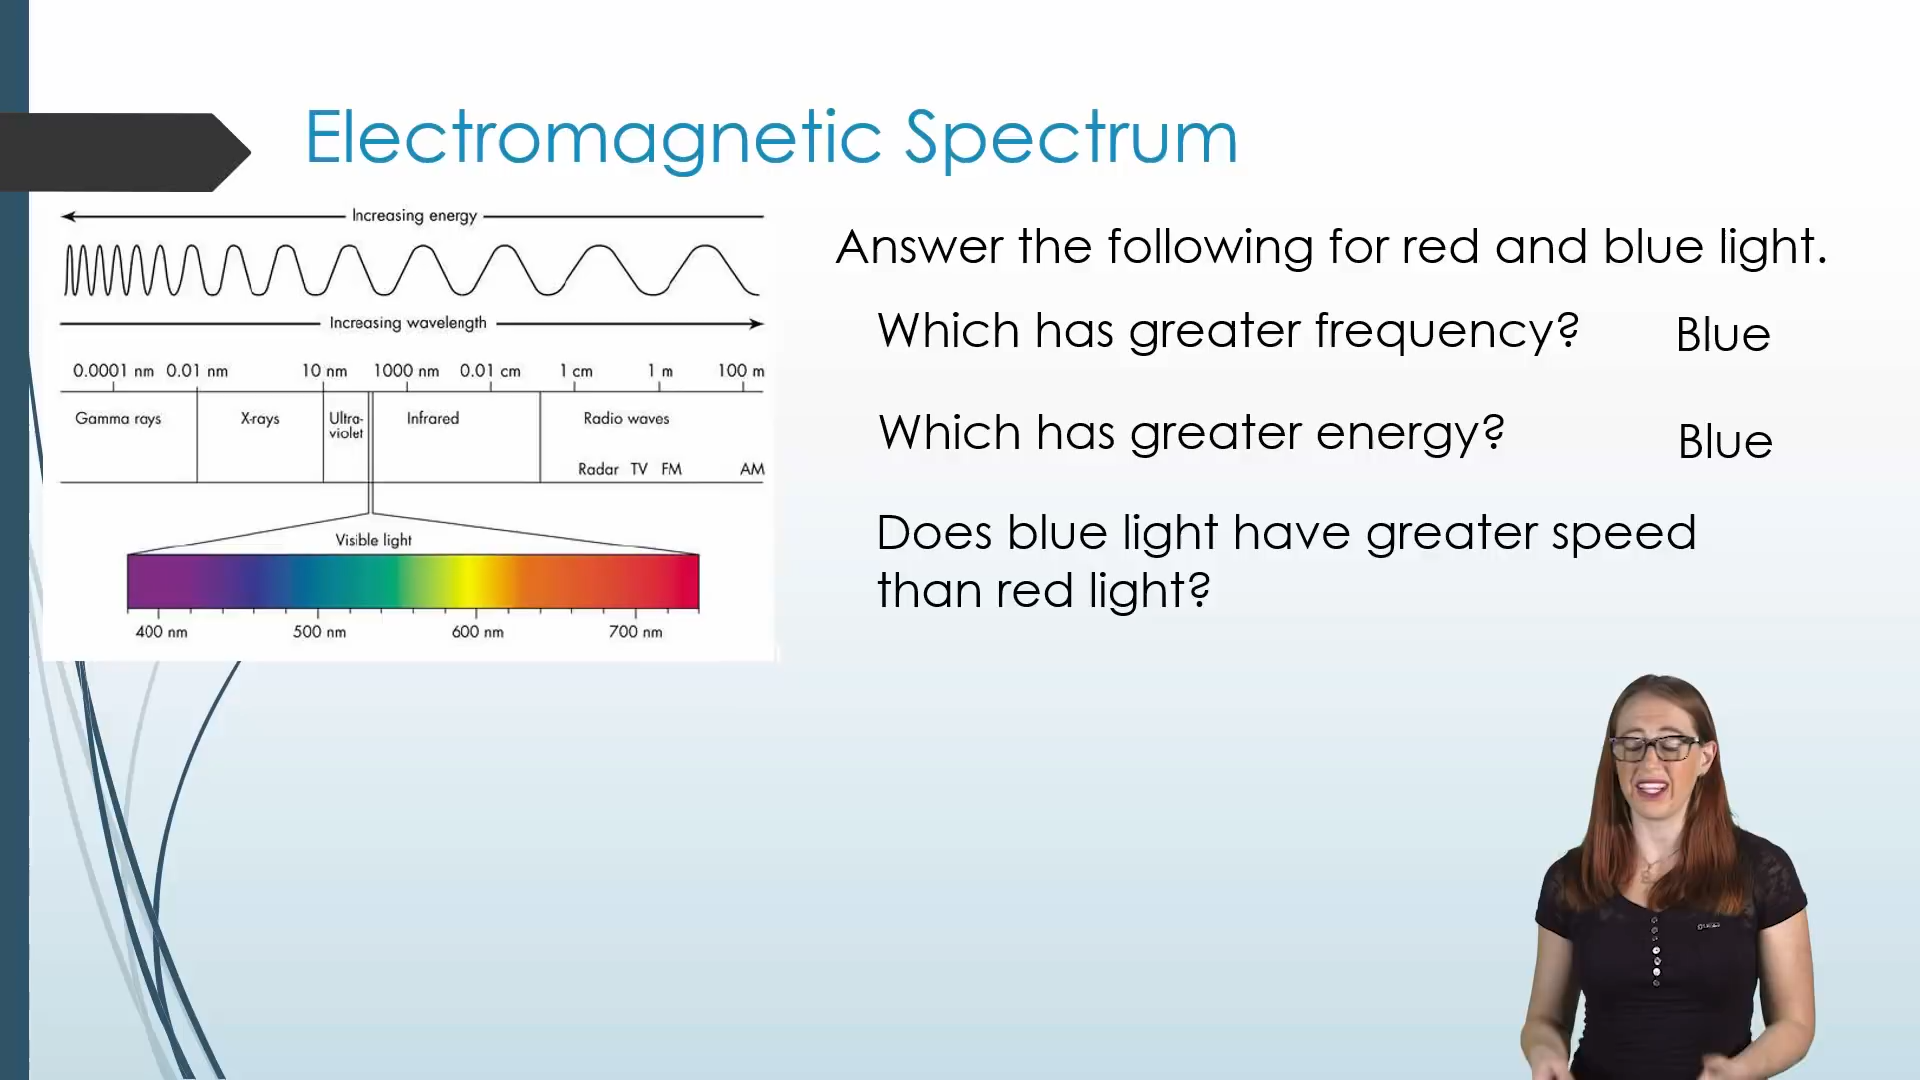 Electromagnetic Spectrum
Increasing energy
Increasing wavelength
0.0001 nm 0.01 nm 10 nm 1000 nm 0.01 cm 1 cm 1 m 100 m
Gamma rays X-rays Ultra-
violet Infrared Radio waves
Radar TV FM AM
Visible light
400 nm 500 nm 600 nm 700 nm
Answer the following for red and blue light.
Which has greater frequency? Blue
Which has greater energy? Blue
Does blue light have greater speed
than red light?